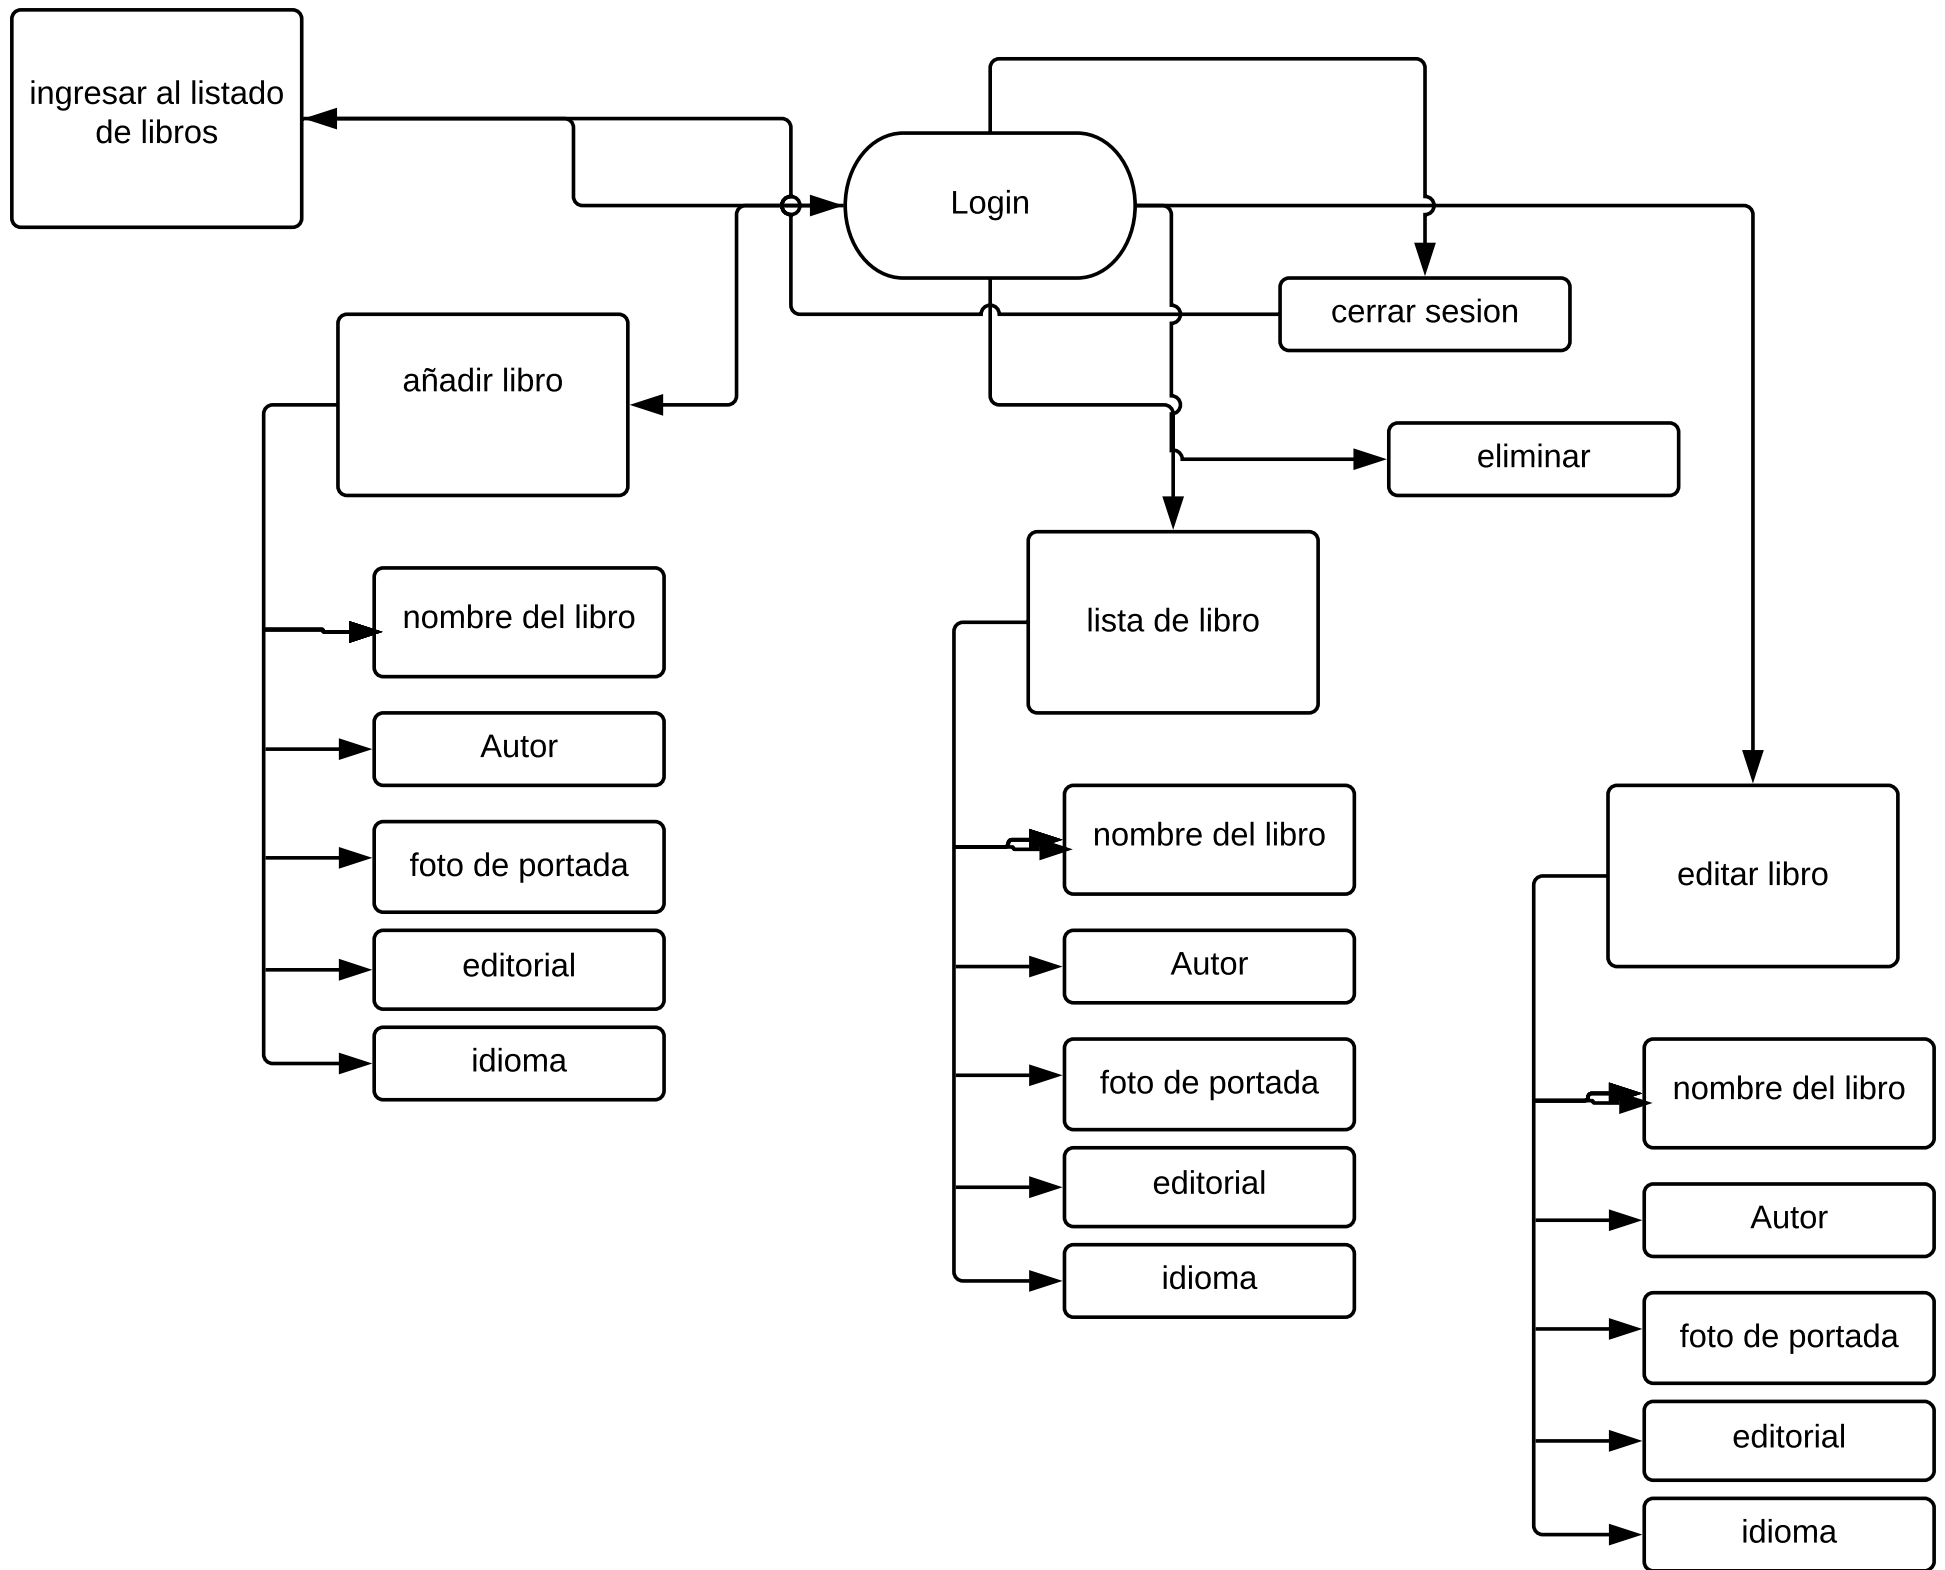 ingresar al listado
de libros
Login
cerrar sesion
añadir libro
eliminar
nombre del libro
Autor
foto de portada
editorial
idioma
lista de libro
nombre del libro
Autor
foto de portada
editorial
idioma
editar libro
nombre del libro
Autor
foto de portada
editorial
idioma